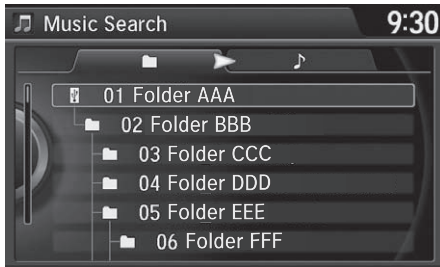 Music Search
9:30
01 Folder AAA
02 Folder BBB
03 Folder CCC
04 Folder DDD
05 Folder EEE
06 Folder FFF